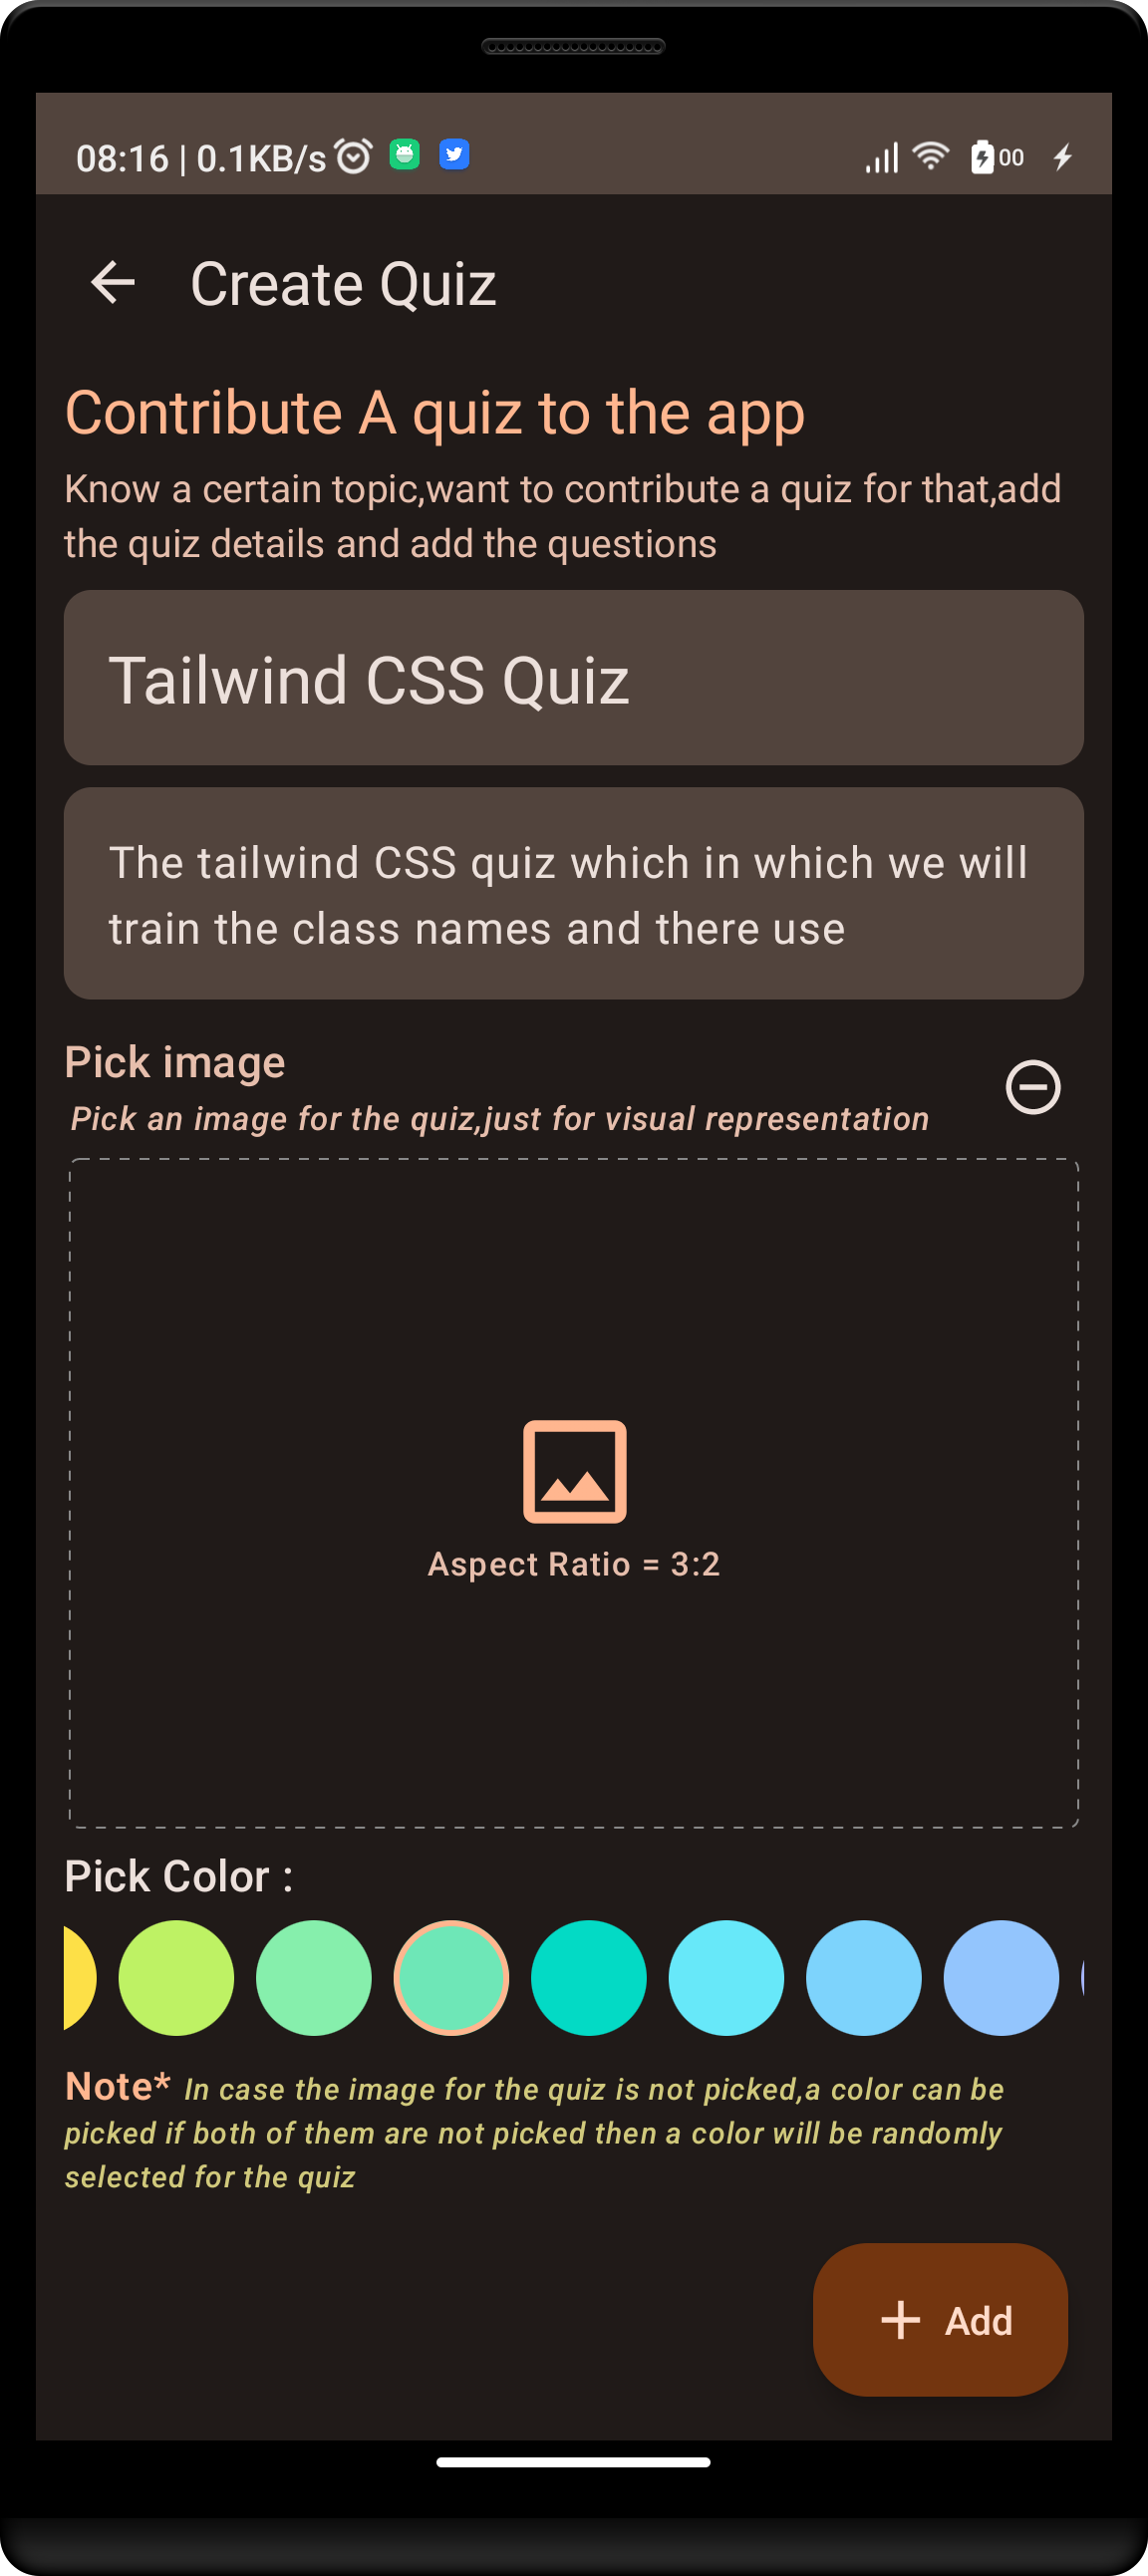 08:16 | 0.1KB/s 00
Create Quiz
Contribute A quiz to the app
Know a certain topic,want to contribute a quiz for that,add
the quiz details and add the questions
Tailwind CSS Quiz
The tailwind CSS quiz which in which we will
train the class names and there use
Pick image
Pick an image for the quiz,just for visual representation
Aspect Ratio = 3:2
Pick Color :
Note* In case the image for the quiz is not picked,a color can be
picked if both of them are not picked then a color will be randomly
selected for the quiz
+ Add